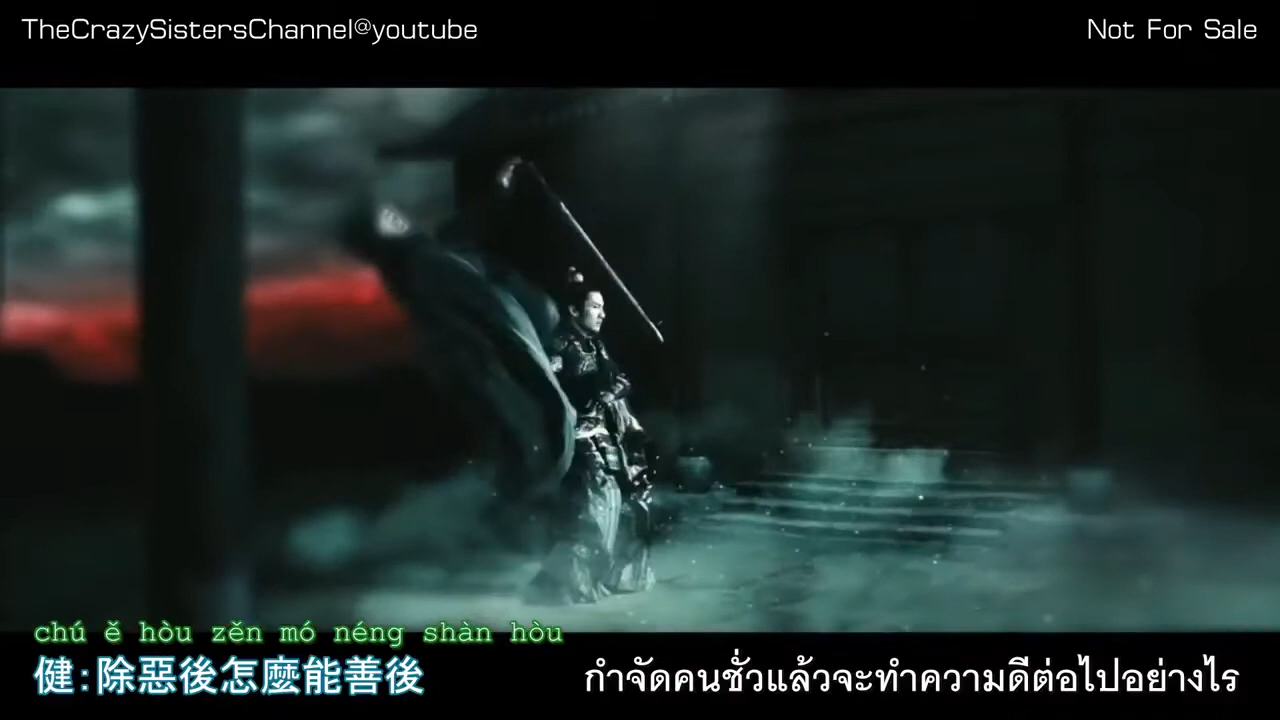 TheCrazySistersChannel@youtube
Not For Sale
chú ě hòu zěn mó néng shàn hòu
健:除惡後怎麼能善後
กำจัดคนชั่วแล้วจะทำความดีต่อไปอย่างไร